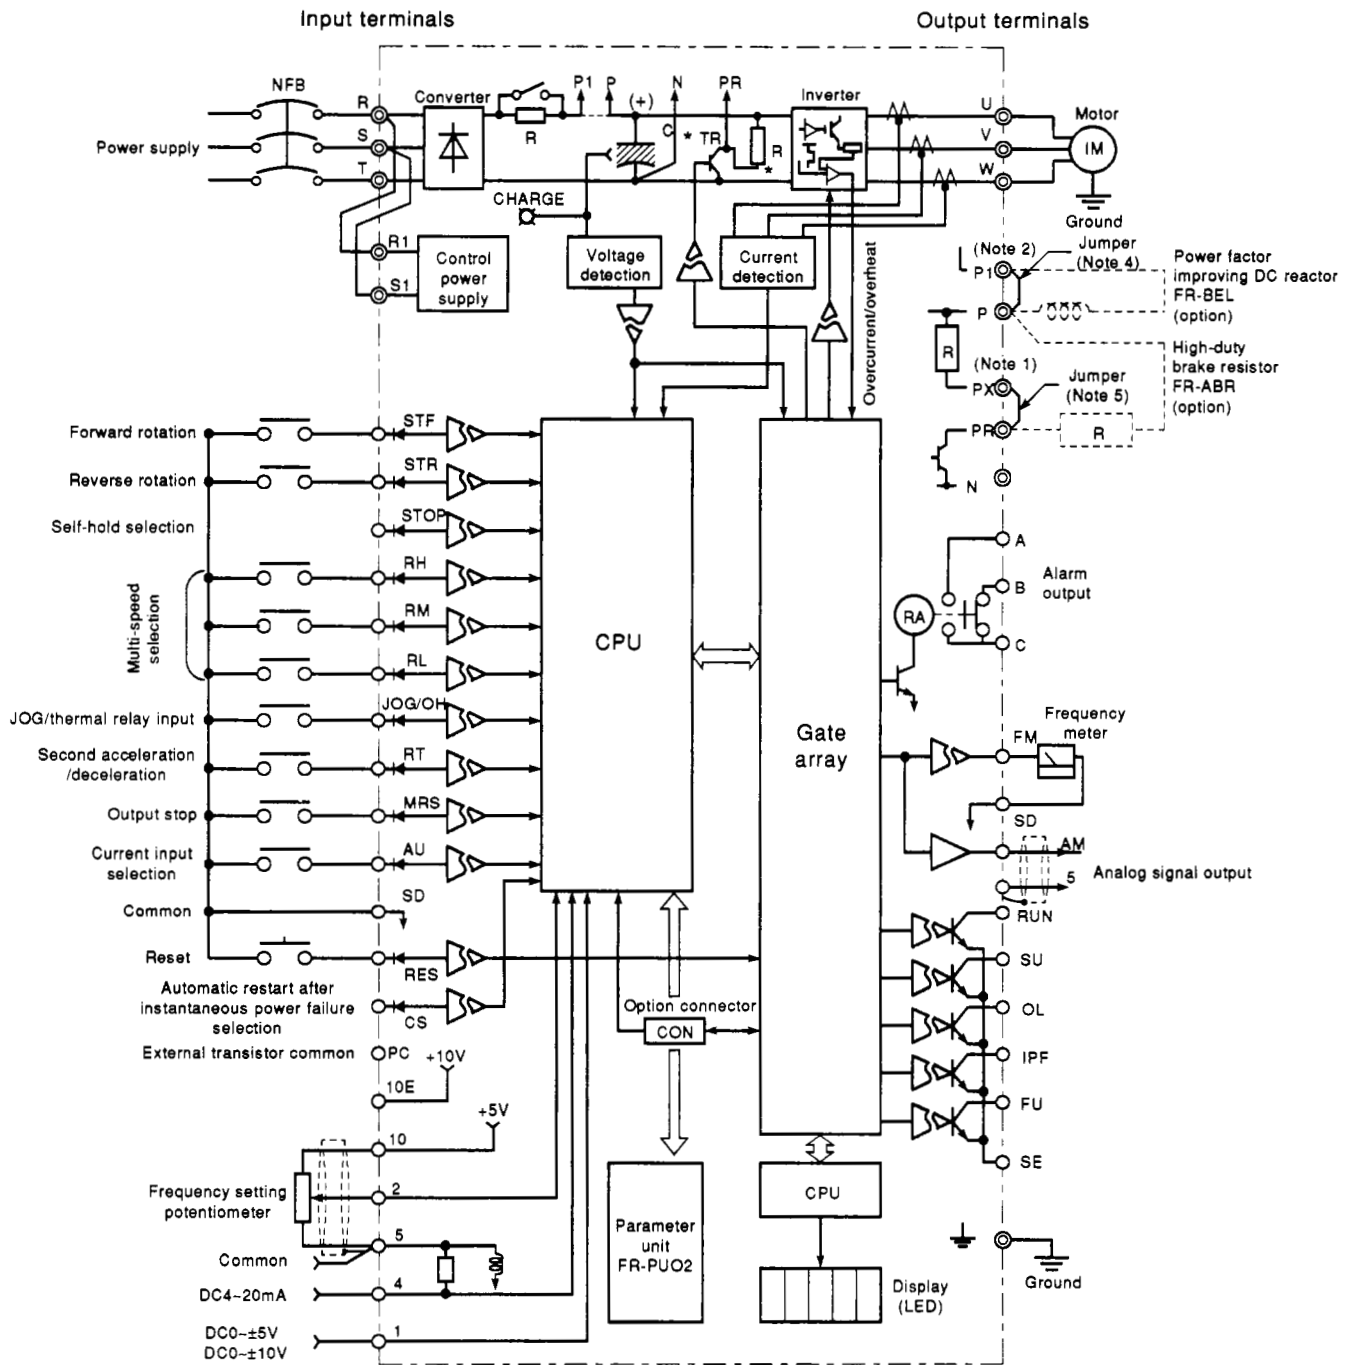 Input terminals
Output terminals
NFB
R
S
T
Power supply
Converter
R
P1
P
(+)
N
C
*
PR
TR
R
*
Inverter
U
V
W
Motor
IM
Ground
CHARGE
R1
S1
Control
power
supply
Voltage
detection
Current
detection
Overcurrent/overheat
(Note 2)
P1
Jumper
(Note 4)
Power factor
improving DC reactor
FR-BEL
(option)
P
R
(Note 1)
PX
Jumper
(Note 5)
High-duty
brake resistor
FR-ABR
(option)
PR
R
N
Forward rotation
STF
Reverse rotation
STR
Self-hold selection
STOP
Multi-speed
selection
RH
RM
RL
JOG/thermal relay input
JOG/OH
Second acceleration
/deceleration
RT
Output stop
MRS
Current input
selection
AU
Common
SD
Reset
RES
Automatic restart after
instantaneous power failure
selection
CS
External transistor common
PC
+10V
10E
+5V
10
Frequency setting
potentiometer
2
5
Common
DC4~20mA
4
DC0~±5V
DC0~±10V
1
CPU
Gate
array
Option connector
CON
Parameter
unit
FR-PUO2
CPU
Display
(LED)
A
B
C
Alarm
output
RA
FM
Frequency
meter
SD
AM
5
Analog signal output
RUN
SU
OL
IPF
FU
SE
Ground